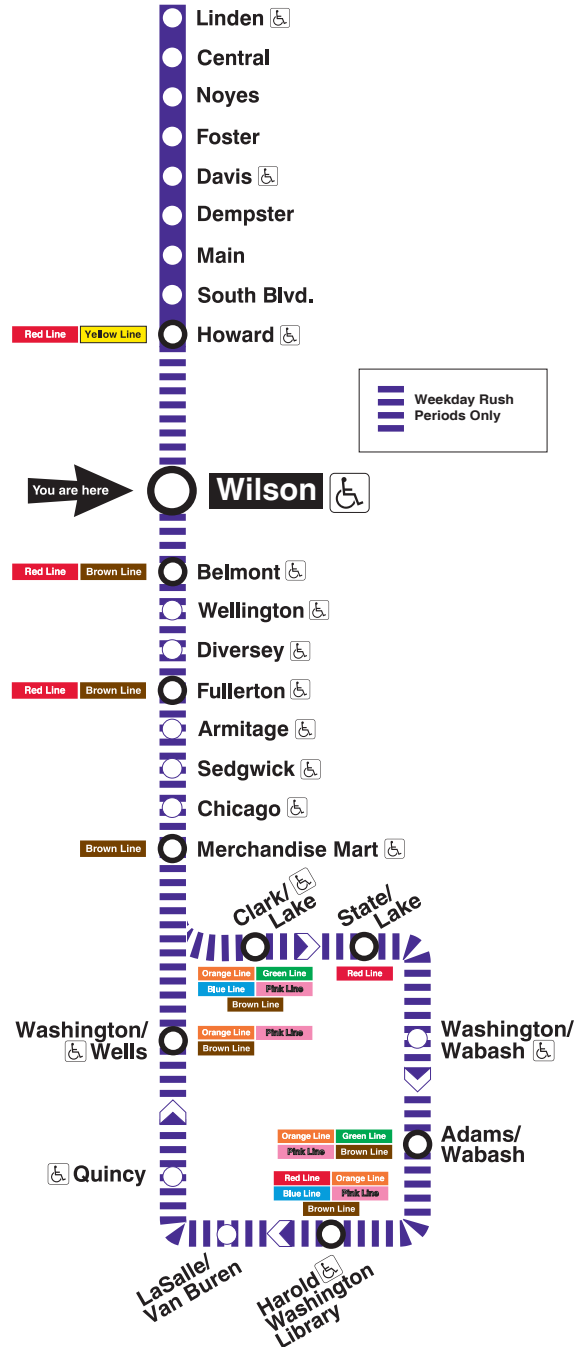 Linden
Central
Noyes
Foster
Davis
Dempster
Main
South Blvd.
Red Line Yellow Line Howard
Weekday Rush
Periods Only
You are here Wilson
Red Line Brown Line Belmont
Wellington
Diversey
Red Line Brown Line Fullerton
Armitage
Sedgwick
Chicago
Brown Line Merchandise Mart
Clark/
Lake
State/
Lake
Orange Line Green Line
Blue Line Pink Line
Brown Line
Red Line
Washington/
Wells
Orange Line Pink Line
Brown Line
Washington/
Wabash
Orange Line Green Line
Pink Line Brown Line
Adams/
Wabash
Quincy
Red Line Orange Line
Blue Line Pink Line
Brown Line
LaSalle/
Van Buren
Harold
Washington
Library